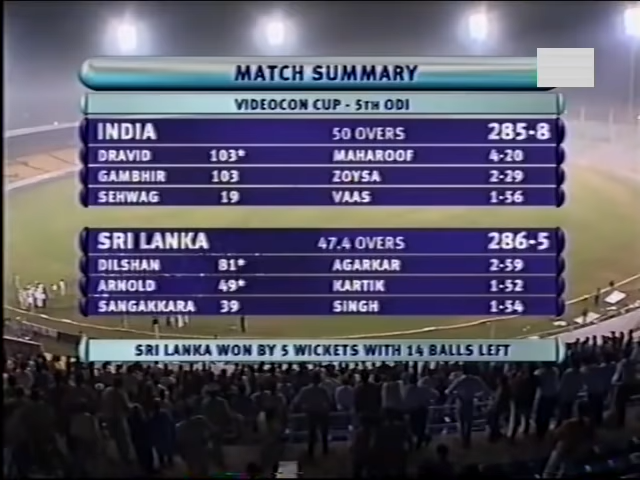 MATCH SUMMARY
VIDEOCON CUP - 5TH ODI
INDIA 50 OVERS 285-8
DRAVID 103* MAHAROOF 4-20
GAMBHIR 103 ZOYSA 2-29
SEHWAG 19 VAAS 1-56
SRI LANKA 47.4 OVERS 286-5
DILSHAN 81* AGARKAR 2-59
ARNOLD 49* KARTIK 1-52
SANGAKKARA 39 SINGH 1-54
SRI LANKA WON BY 5 WICKETS WITH 14 BALLS LEFT